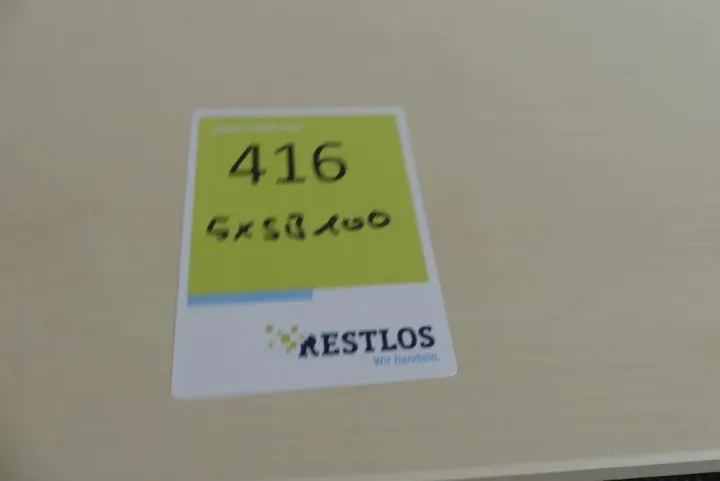 416
5xSB100
RESTLOS
Wir handeln.